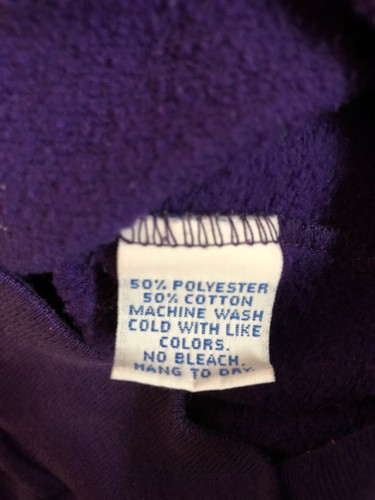 50% POLYESTER
50% COTTON
MACHINE WASH
COLD WITH LIKE
COLORS.
NO BLEACH.
HANG TO DRY.